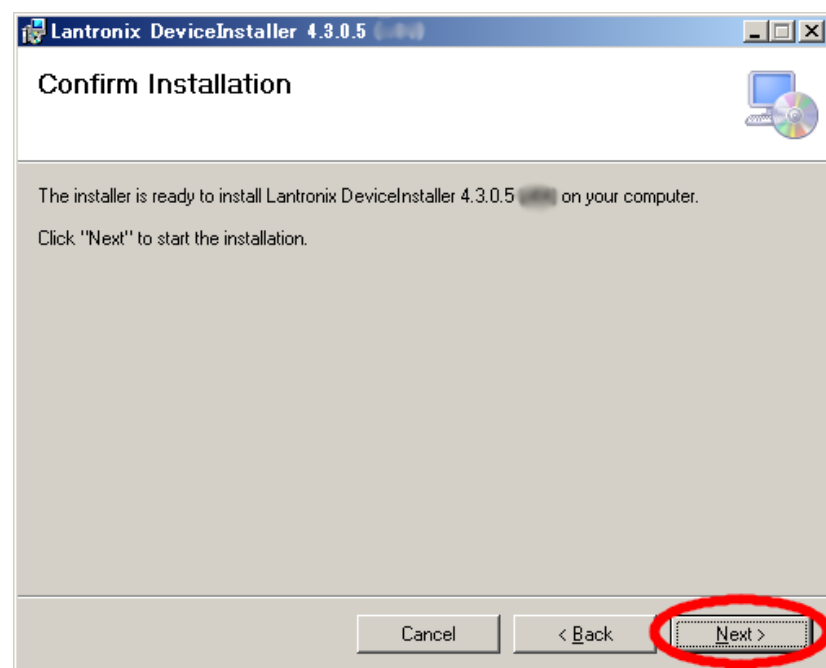 Lantronix DeviceInstaller 4.3.0.5
Confirm Installation
The installer is ready to install Lantronix DeviceInstaller 4.3.0.5 on your computer.
Click "Next" to start the installation.
Cancel
< Back
Next >